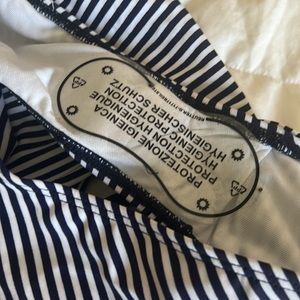 PROTEZIONE IGIENICA
PROTECTION HYGIENIQUE
HYGIENIC PROTECTION
HYGIENISCHER SCHUTZ